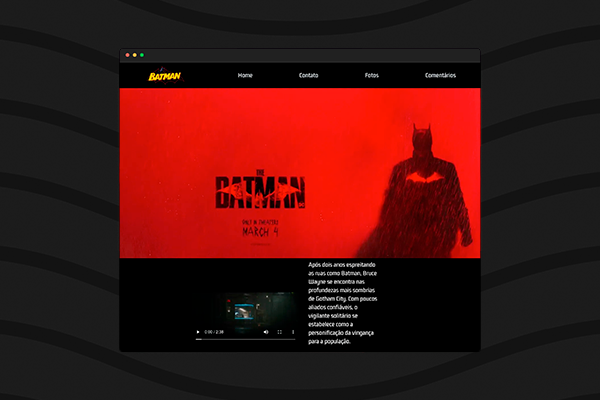 BATMAN
Home
Contato
Fotos
Comentários
THE
BATMAN
ONLY IN THEATRES
MARCH 4
Após dois anos espreitando
as ruas como Batman, Bruce
Wayne se encontra nas
profundezas mais sombrias
de Gotham City. Com poucos
aliados confiáveis, o
vigilante solitário se
estabelece como a
personificação da vingança
para a população.
0:00 / 2:38